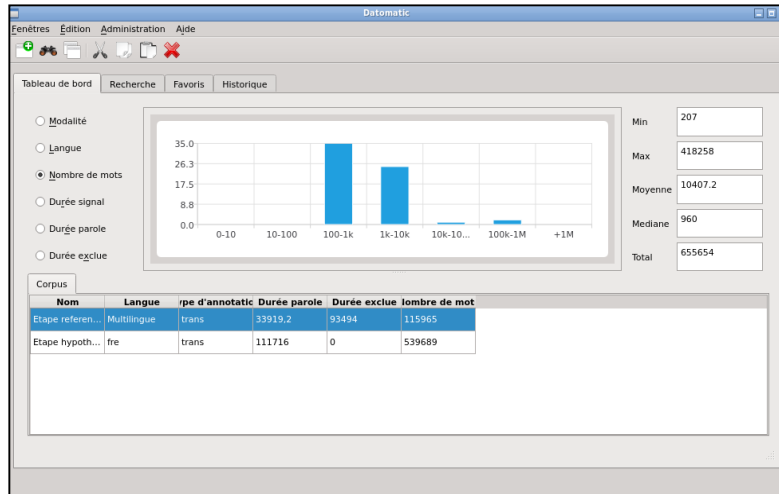 Datomatic
Fenêtres Édition Administration Aide
Tableau de bord Recherche Favoris Historique
Modalité
Langue
Nombre de mots
Durée signal
Durée parole
Durée exclue
35.0
26.3
17.5
8.8
0.0
0-10 10-100 100-1k 1k-10k 10k-10... 100k-1M +1M
Min 207
Max 418258
Moyenne 10407.2
Mediane 960
Total 655654
Corpus
Nom Langue ype d'annotatic Durée parole Durée exclue lombre de mot
Etape referen... Multilingue trans 33919,2 93494 115965
Etape hypoth... fre trans 111716 0 539689